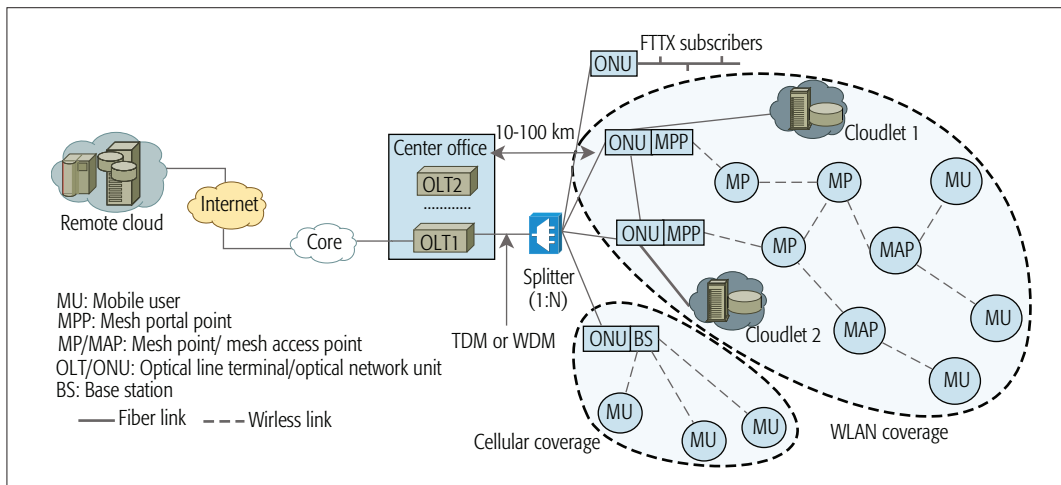 FTTX subscribers
ONU
Cloudlet 1
10-100 km
Center office
ONU MPP
OLT2
MP
MP
MU
Remote cloud
Internet
Core
OLT1
ONU MPP
MP
MAP
Splitter
(1:N)
Cloudlet 2
MAP
MU
TDM or WDM
ONU BS
MU
MU
MU
MU
Cellular coverage
WLAN coverage
MU: Mobile user
MPP: Mesh portal point
MP/MAP: Mesh point/ mesh access point
OLT/ONU: Optical line terminal/optical network unit
BS: Base station
Fiber link
Wirless link